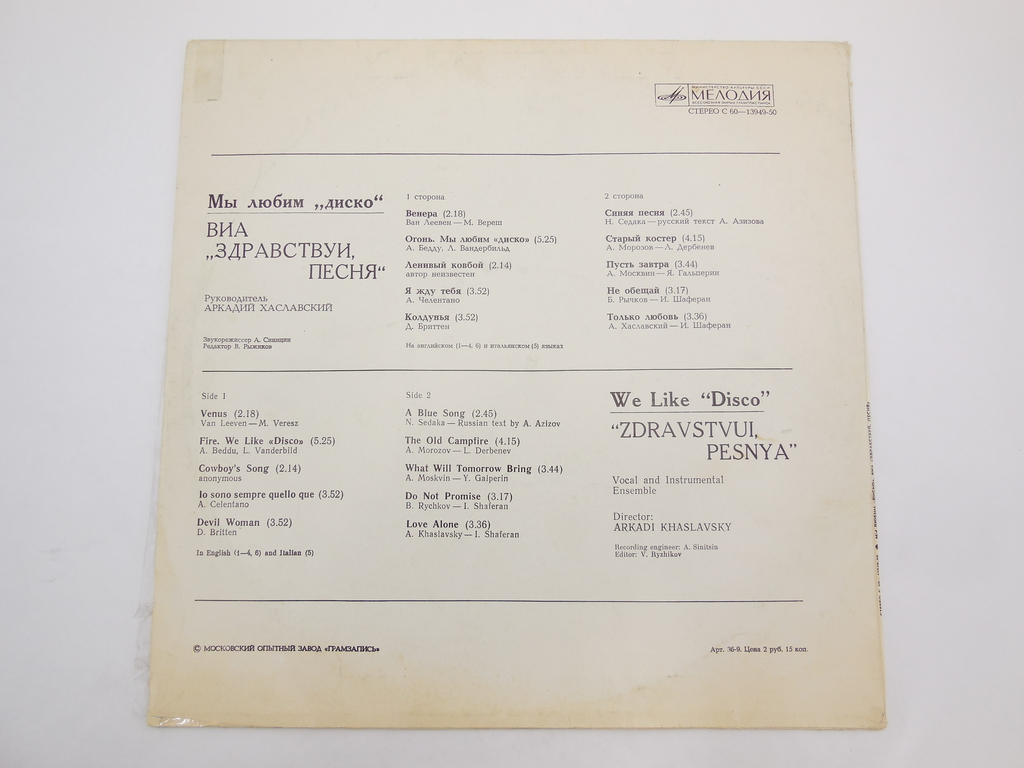 МИНИСТЕРСТВО КУЛЬТУРЫ СССР
МЕЛОДИЯ
ВСЕСОЮЗНАЯ ФИРМА ГРАМПЛАСТИНОК
СТЕРЕО С 60—13949-50
Мы любим „диско“
ВИА
„ЗДРАВСТВУЙ,
ПЕСНЯ“
Руководитель
АРКАДИЙ ХАСЛАВСКИЙ
Звукорежиссер А. Синицин
Редактор В. Рыжиков
1 сторона
Венера (2.18)
Ван Леевен — М. Вереш
Огонь. Мы любим «диско» (5.25)
А. Бедду, Л. Вандербильд
Ленивый ковбой (2.14)
автор неизвестен
Я жду тебя (3.52)
А. Челентано
Колдунья (3.52)
Д. Бриттен
На английском (1—4, 6) и итальянском (5) языках
2 сторона
Синяя песня (2.45)
Н. Седака — русский текст А. Азизова
Старый костер (4.15)
А. Морозов — Л. Дербенев
Пусть завтра (3.44)
А. Москвин — Я. Гальперин
Не обещай (3.17)
Б. Рычков — И. Шаферан
Только любовь (3.36)
А. Хаславский — И. Шаферан
Side 1
Venus (2.18)
Van Leeven — M. Veresz
Fire. We Like «Disco» (5.25)
A. Beddu, L. Vanderbild
Cowboy's Song (2.14)
anonymous
Io sono sempre quello que (3.52)
A. Celentano
Devil Woman (3.52)
D. Britten
In English (1—4, 6) and Italian (5)
Side 2
A Blue Song (2.45)
N. Sedaka — Russian text by A. Azizov
The Old Campfire (4.15)
A. Morozov — L. Derbenev
What Will Tomorrow Bring (3.44)
A. Moskvin — Y. Galperin
Do Not Promise (3.17)
B. Rychkov — I. Shaferan
Love Alone (3.36)
A. Khaslavsky — I. Shaferan
We Like “Disco”
“ZDRAVSTVUI,
PESNYA”
Vocal and Instrumental
Ensemble
Director:
ARKADI KHASLAVSKY
Recording engineer: A. Sinitsin
Editor: V. Ryzhikov
© МОСКОВСКИЙ ОПЫТНЫЙ ЗАВОД «ГРАМЗАПИСЬ»
Арт. 36-9. Цена 2 руб. 15 коп.